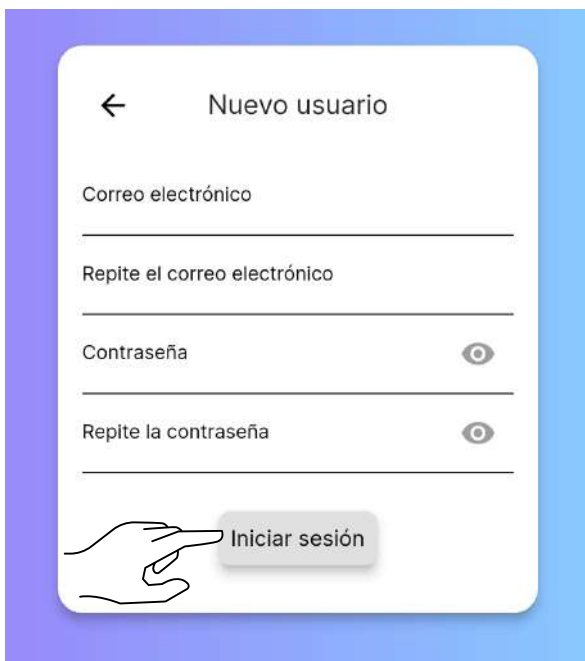 Nuevo usuario
Correo electrónico
Repite el correo electrónico
Contraseña
Repite la contraseña
Iniciar sesión